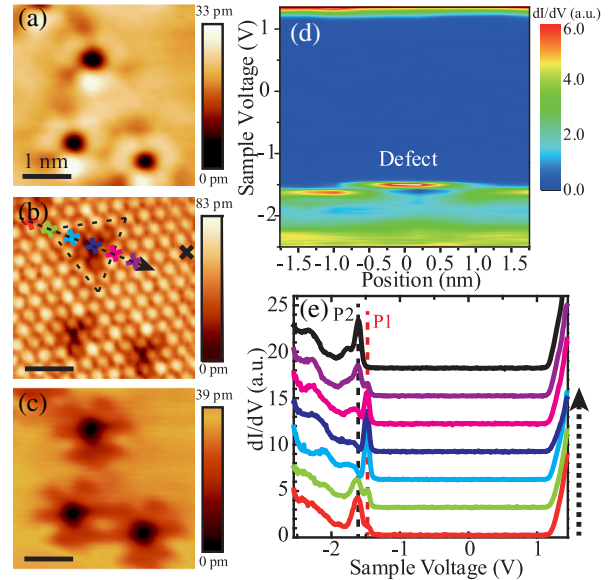 (a)
33 pm
0 pm
1 nm
(b)
83 pm
0 pm
(c)
39 pm
0 pm
(d)
dI/dV (a.u.)
6.0
4.0
2.0
0.0
Sample Voltage (V)
1
0
-1
-2
Defect
-1.5 -1.0 -0.5 0.0 0.5 1.0 1.5
Position (nm)
(e)
P2
P1
dI/dV (a.u.)
25
20
15
10
5
0
-2 -1 0 1
Sample Voltage (V)